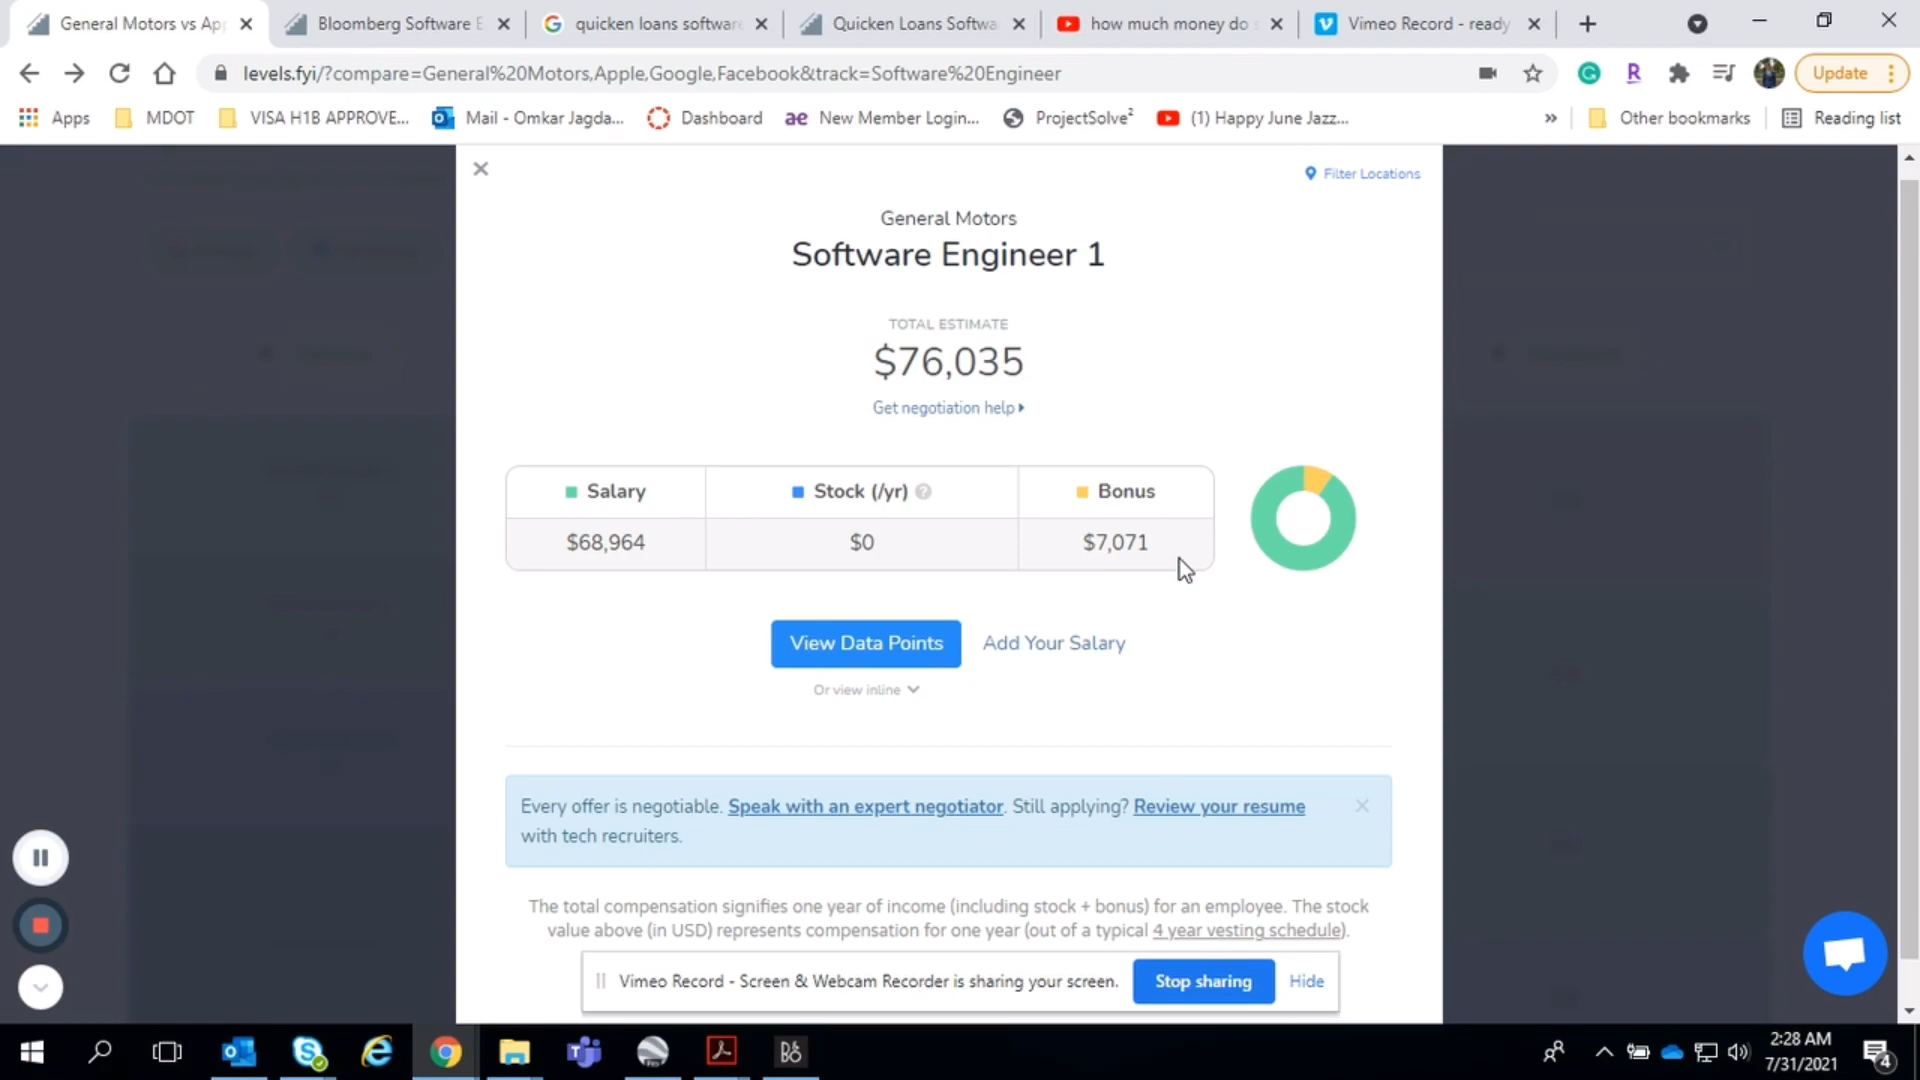 General Motors vs App
Bloomberg Software E
quicken loans software
Quicken Loans Softwa
how much money do s
Vimeo Record - ready
levels.fyi/?compare=General%20Motors,Apple,Google,Facebook&track=Software%20Engineer
Update
Apps
MDOT
VISA H1B APPROVE...
Mail - Omkar Jagda...
Dashboard
ae New Member Login...
ProjectSolve²
(1) Happy June Jazz...
»
Other bookmarks
Reading list
Filter Locations
General Motors
Software Engineer 1
TOTAL ESTIMATE
$76,035
Get negotiation help
Salary Stock (/yr) ? Bonus
$68,964 $0 $7,071
View Data Points
Add Your Salary
Or view inline
Every offer is negotiable. Speak with an expert negotiator. Still applying? Review your resume
with tech recruiters.
The total compensation signifies one year of income (including stock + bonus) for an employee. The stock
value above (in USD) represents compensation for one year (out of a typical 4 year vesting schedule).
Vimeo Record - Screen & Webcam Recorder is sharing your screen.
Stop sharing
Hide
2:28 AM
7/31/2021
4